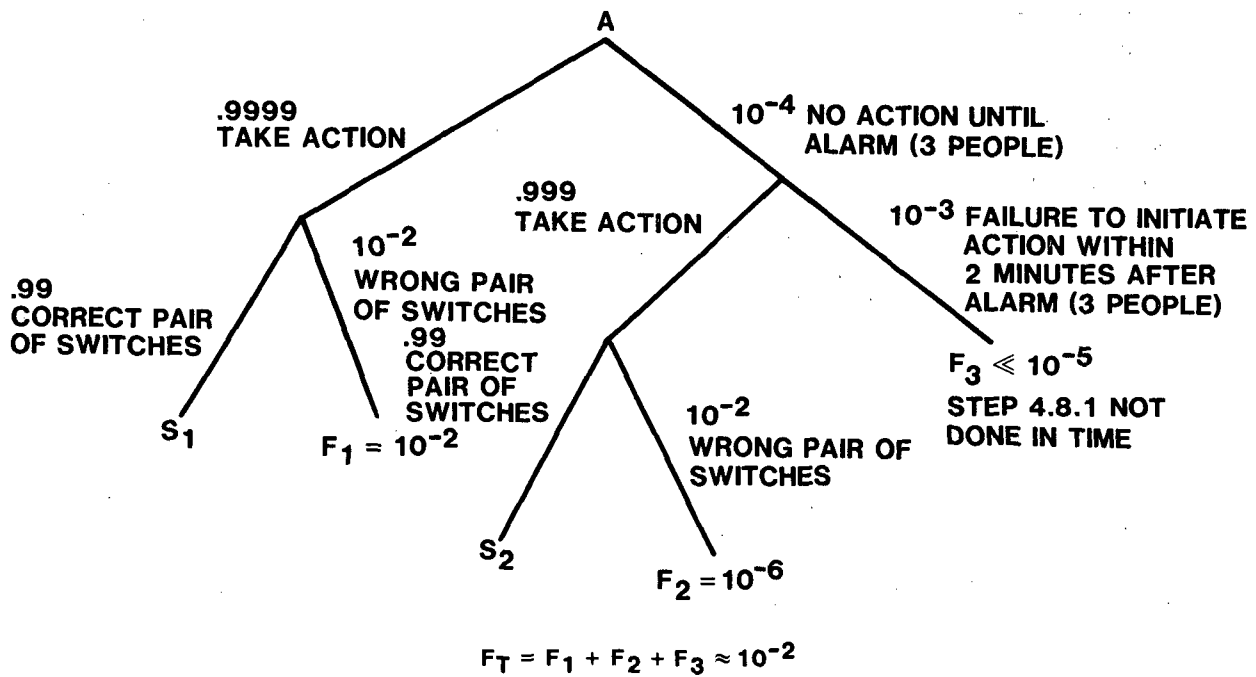 A
.9999
TAKE ACTION
10⁻⁴ NO ACTION UNTIL
ALARM (3 PEOPLE)
.999
TAKE ACTION
10⁻³ FAILURE TO INITIATE
ACTION WITHIN
2 MINUTES AFTER
ALARM (3 PEOPLE)
.99
CORRECT PAIR
OF SWITCHES
10⁻²
WRONG PAIR
OF SWITCHES
.99
CORRECT
PAIR OF
SWITCHES
F₃ ≪ 10⁻⁵
STEP 4.8.1 NOT
DONE IN TIME
10⁻²
WRONG PAIR OF
SWITCHES
S₁
F₁ = 10⁻²
S₂
F₂ = 10⁻⁶
F_T = F₁ + F₂ + F₃ ≈ 10⁻²